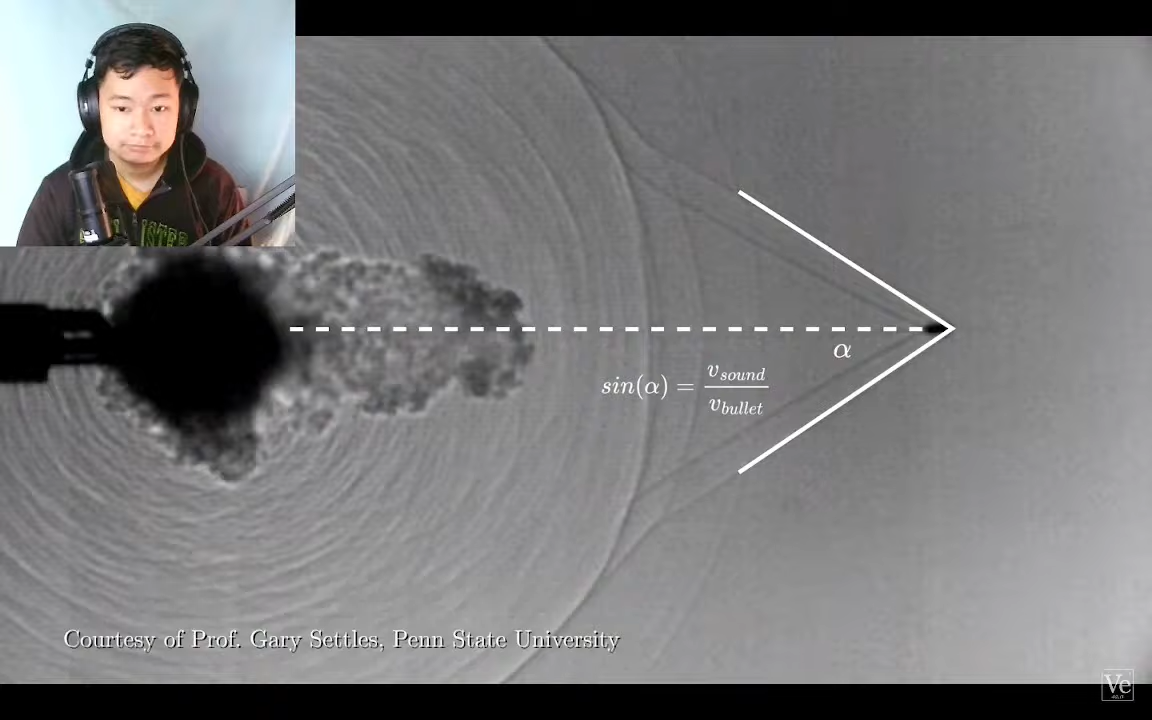 α
sin(α) = v_sound / v_bullet
Courtesy of Prof. Gary Settles, Penn State University
Ve